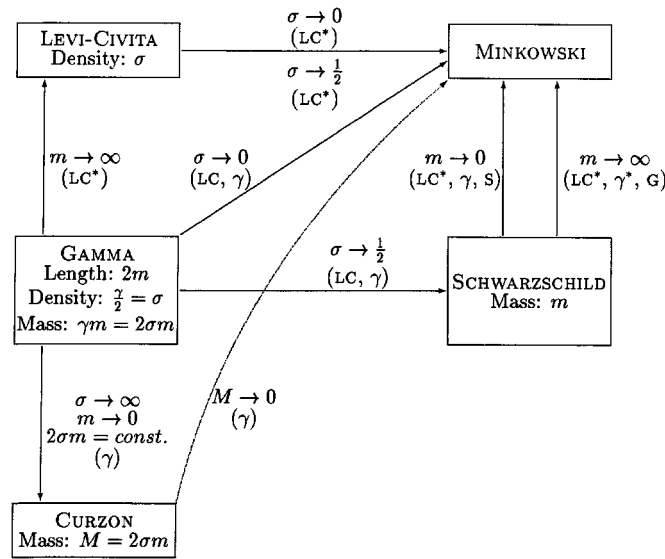 LEVI-CIVITA
Density: σ
σ → 0
(LC*)
σ → 1/2
(LC*)
MINKOWSKI
m → ∞
(LC*)
σ → 0
(LC, γ)
m → 0
(LC*, γ, S)
m → ∞
(LC*, γ*, G)
GAMMA
Length: 2m
Density: γ/2 = σ
Mass: γm = 2σm
σ → 1/2
(LC, γ)
SCHWARZSCHILD
Mass: m
σ → ∞
m → 0
2σm = const.
(γ)
M → 0
(γ)
CURZON
Mass: M = 2σm